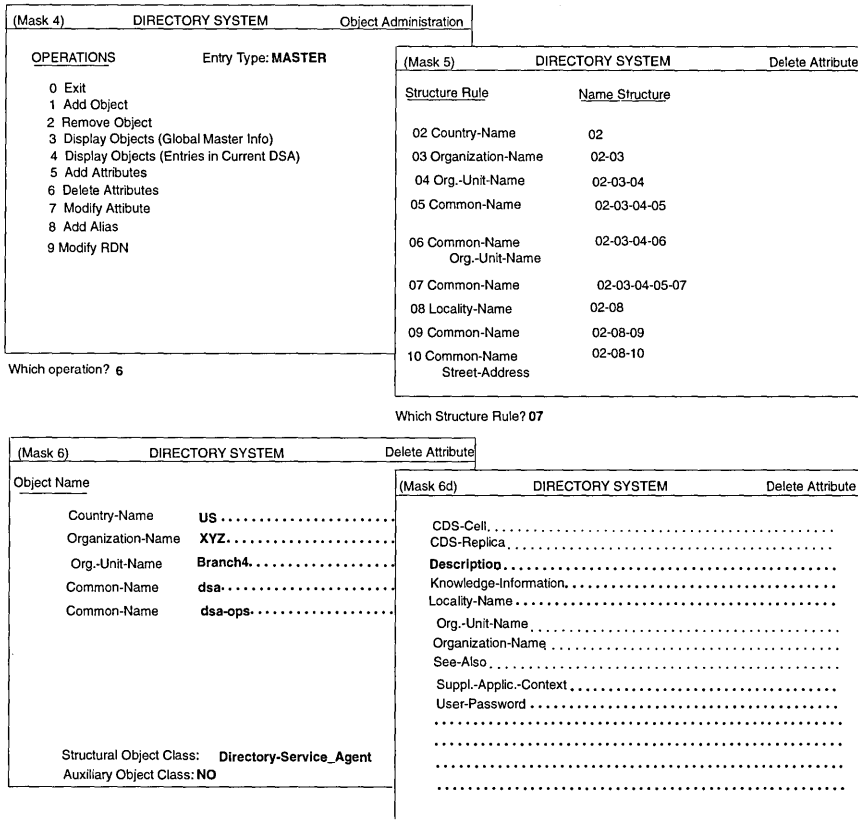 (Mask 4) DIRECTORY SYSTEM Object Administration
OPERATIONS Entry Type: MASTER
0 Exit
1 Add Object
2 Remove Object
3 Display Objects (Global Master Info)
4 Display Objects (Entries in Current DSA)
5 Add Attributes
6 Delete Attributes
7 Modify Attibute
8 Add Alias
9 Modify RDN
Which operation? 6
(Mask 5) DIRECTORY SYSTEM Delete Attribute
Structure Rule Name Structure
02 Country-Name 02
03 Organization-Name 02-03
04 Org.-Unit-Name 02-03-04
05 Common-Name 02-03-04-05
06 Common-Name 02-03-04-06
Org.-Unit-Name
07 Common-Name 02-03-04-05-07
08 Locality-Name 02-08
09 Common-Name 02-08-09
10 Common-Name 02-08-10
Street-Address
Which Structure Rule? 07
(Mask 6) DIRECTORY SYSTEM Delete Attribute
Object Name
Country-Name US
Organization-Name XYZ
Org.-Unit-Name Branch4
Common-Name dsa
Common-Name dsa-ops
Structural Object Class: Directory-Service_Agent
Auxiliary Object Class: NO
(Mask 6d) DIRECTORY SYSTEM Delete Attribute
CDS-Cell
CDS-Replica
Description
Knowledge-Information
Locality-Name
Org.-Unit-Name
Organization-Name
See-Also
Suppl.-Applic.-Context
User-Password